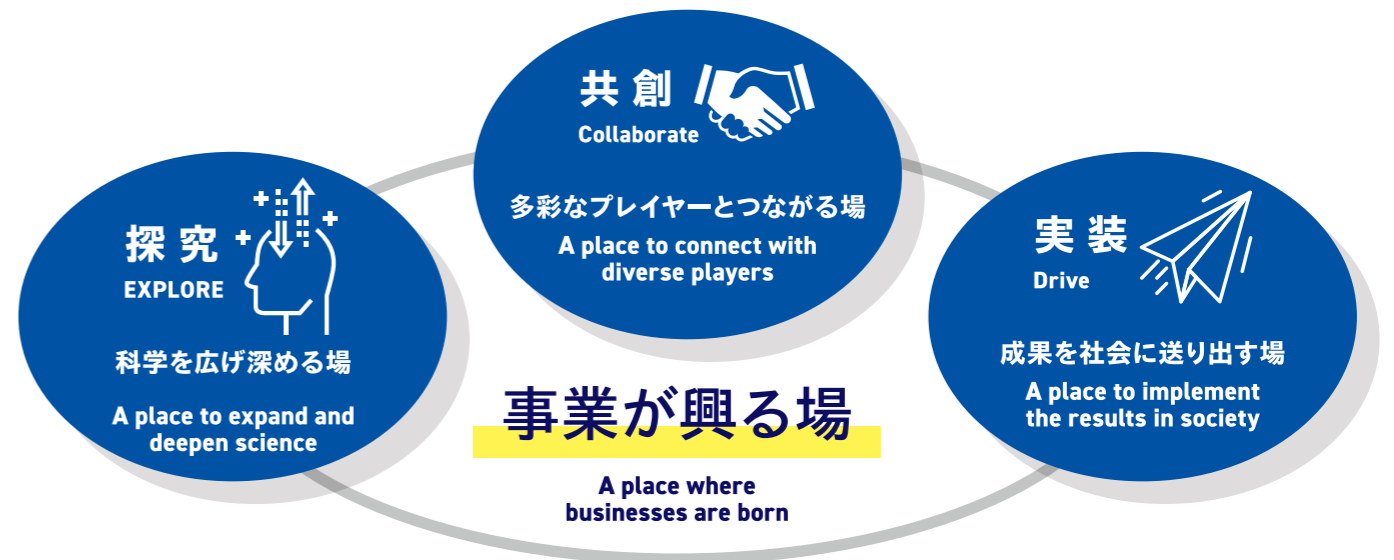 探究
EXPLORE
科学を広げ深める場
A place to expand and
deepen science
共創
Collaborate
多彩なプレイヤーとつながる場
A place to connect with
diverse players
実装
Drive
成果を社会に送り出す場
A place to implement
the results in society
事業が興る場
A place where
businesses are born